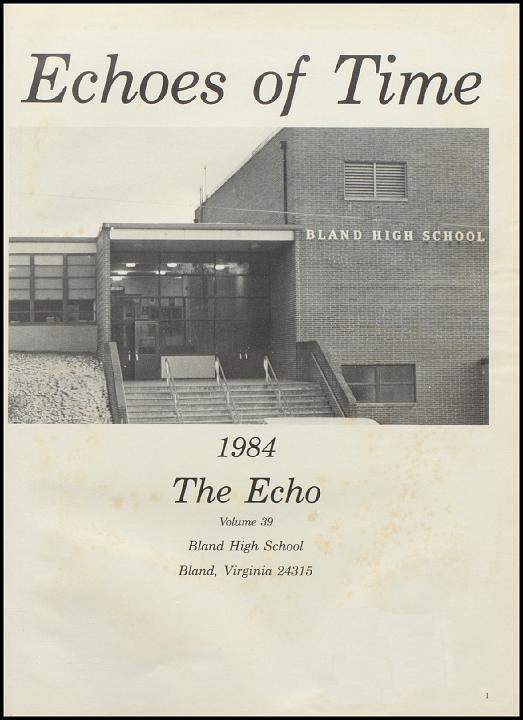 Echoes of Time
BLAND HIGH SCHOOL
1984
The Echo
Volume 39
Bland High School
Bland, Virginia 24315
1